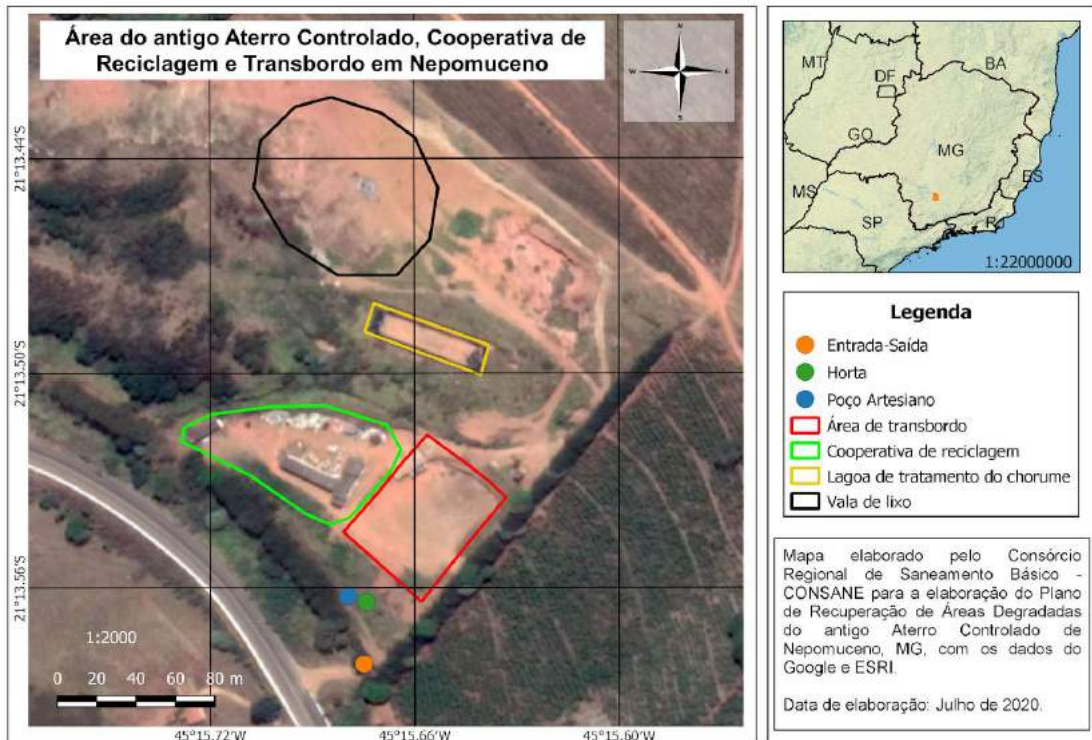 Área do antigo Aterro Controlado, Cooperativa de
Reciclagem e Transbordo em Nepomuceno
N
W
E
S
21°13.44'S
21°13.50'S
21°13.56'S
1:2000
0 20 40 60 80 m
45°15.72'W
45°15.66'W
45°15.60'W
MT
DF
BA
GO
MG
MS
ES
SP
R
1:22000000
Legenda
Entrada-Saída
Horta
Poço Artesiano
Área de transbordo
Cooperativa de reciclagem
Lagoa de tratamento do chorume
Vala de lixo
Mapa elaborado pelo Consórcio
Regional de Saneamento Básico -
CONSANE para a elaboração do Plano
de Recuperação de Áreas Degradadas
do antigo Aterro Controlado de
Nepomuceno, MG, com os dados do
Google e ESRI.
Data de elaboração: Julho de 2020.